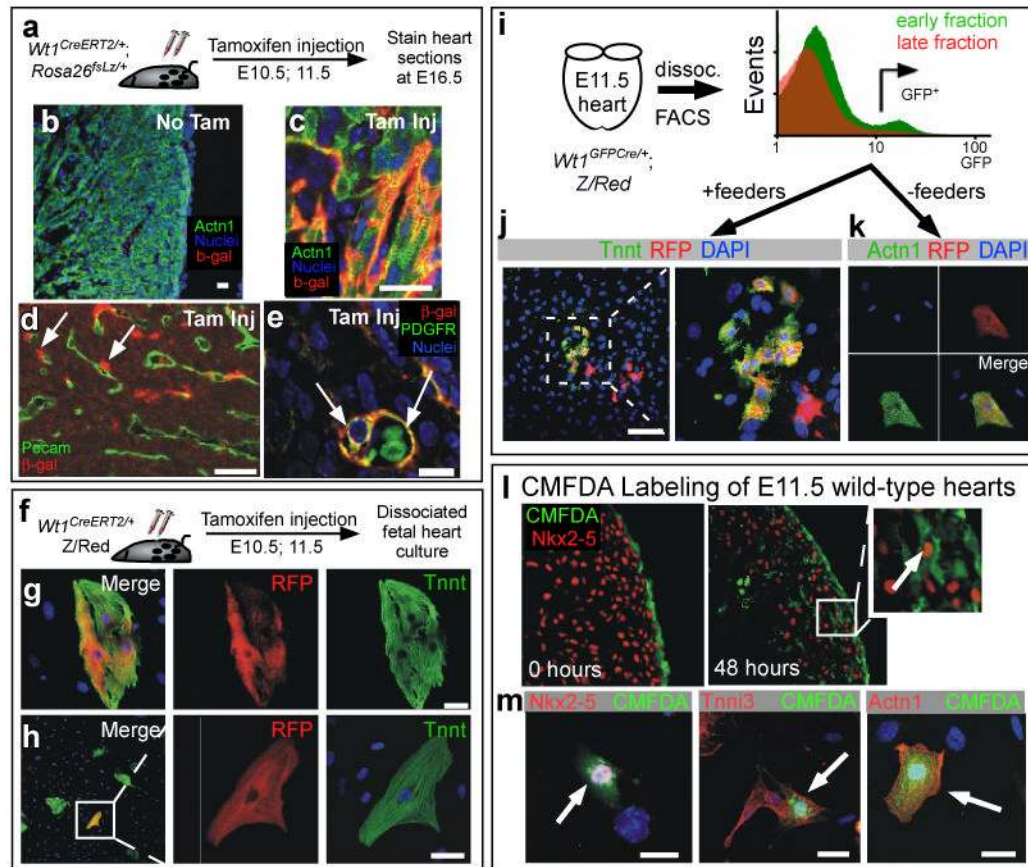 a
Wt1CreERT2/+;
Rosa26fsLz/+
Tamoxifen injection
E10.5; 11.5
Stain heart
sections
at E16.5
b
No Tam
Actn1
Nuclei
b-gal
c
Tam Inj
Actn1
Nuclei
b-gal
d
Tam Inj
Pecam
β-gal
e
Tam Inj
β-gal
PDGFR
Nuclei
f
Wt1CreERT2/+
Z/Red
Tamoxifen injection
E10.5; 11.5
Dissociated
fetal heart
culture
g
Merge
RFP
Tnnt
h
Merge
RFP
Tnnt
i
E11.5
heart
Wt1GFPCre/+;
Z/Red
dissoc.
FACS
early fraction
late fraction
Events
GFP+
1
10
100
GFP
+feeders
-feeders
j
Tnnt RFP DAPI
k
Actn1 RFP DAPI
Merge
l CMFDA Labeling of E11.5 wild-type hearts
CMFDA
Nkx2-5
0 hours
48 hours
m
Nkx2-5 CMFDA
Tnni3 CMFDA
Actn1 CMFDA